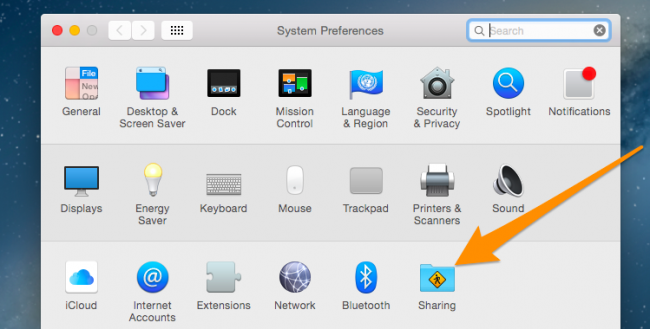 System Preferences
Search
File
New
General
Desktop &
Screen Saver
Dock
Mission
Control
Language
& Region
Security
& Privacy
Spotlight
Notifications
Displays
Energy
Saver
Keyboard
Mouse
Trackpad
Printers &
Scanners
Sound
iCloud
@
Internet
Accounts
Extensions
Network
Bluetooth
Sharing